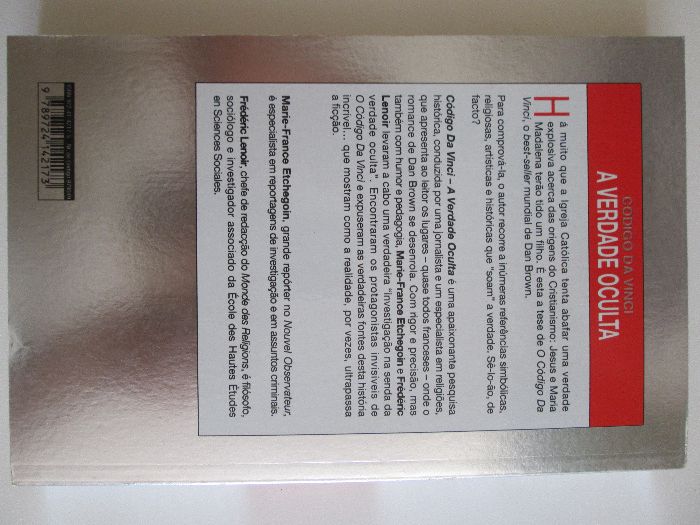 CÓDIGO DA VINCI
A VERDADE OCULTA
Há muito que a Igreja Católica tenta abafar uma verdade
explosiva acerca das origens do Cristianismo: Jesus e Maria
Madalena terão tido um filho. É esta a tese de O Código Da
Vinci, o best-seller mundial de Dan Brown.
Para comprová-la, o autor recorre a inúmeras referências simbólicas,
religiosas, artísticas e históricas que "soam" a verdade. Sê-lo-ão, de
facto?
Código Da Vinci – A Verdade Oculta é uma apaixonante pesquisa
histórica, conduzida por uma jornalista e um especialista em religiões,
que apresenta ao leitor os lugares – quase todos franceses – onde o
romance de Dan Brown se desenrola. Com rigor e precisão, mas
também com humor e pedagogia, Marie-France Etchegoin e Frédéric
Lenoir levaram a cabo uma verdadeira "investigação na senda da
verdade oculta". Encontraram os protagonistas invisíveis de
O Código Da Vinci e expuseram as verdadeiras fontes desta história
incrível... que mostram como a realidade, por vezes, ultrapassa
a ficção.
Marie-France Etchegoin, grande repórter no Nouvel Observateur,
é especialista em reportagens de investigação e em assuntos criminais.
Frédéric Lenoir, chefe de redacção do Monde des Religions, é filósofo,
sociólogo e investigador associado da École des Hautes Études
en Sciences Sociales.
9 789724 142173